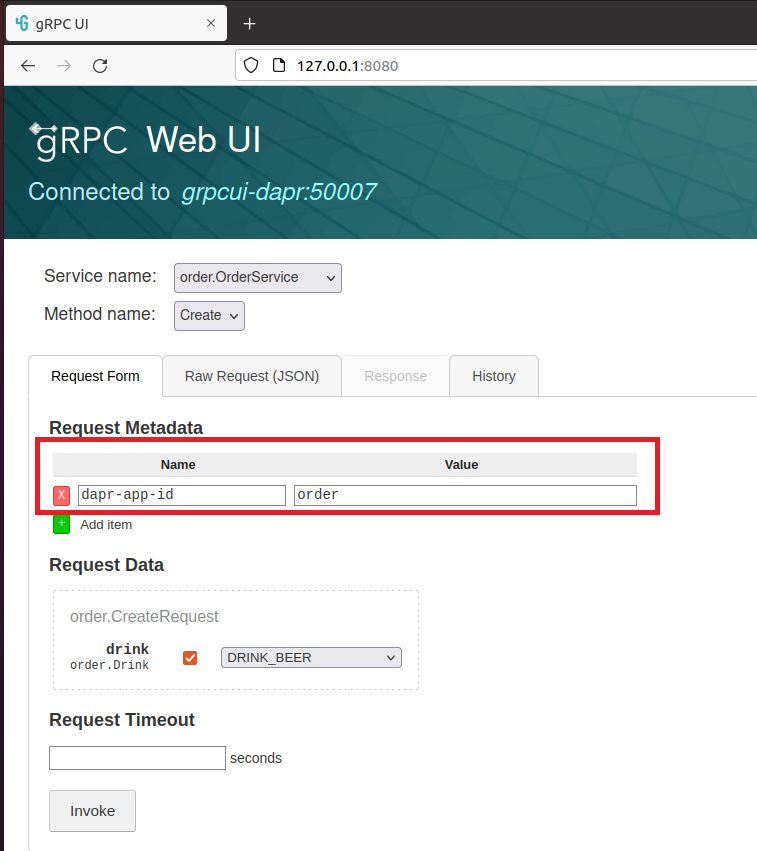 gRPC UI
127.0.0.1:8080
gRPC Web UI
Connected to grpcui-dapr:50007
Service name: order.OrderService
Method name: Create
Request Form Raw Request (JSON) Response History
Request Metadata
Name Value
X dapr-app-id order
+ Add item
Request Data
order.CreateRequest
drink
order.Drink DRINK_BEER
Request Timeout
seconds
Invoke